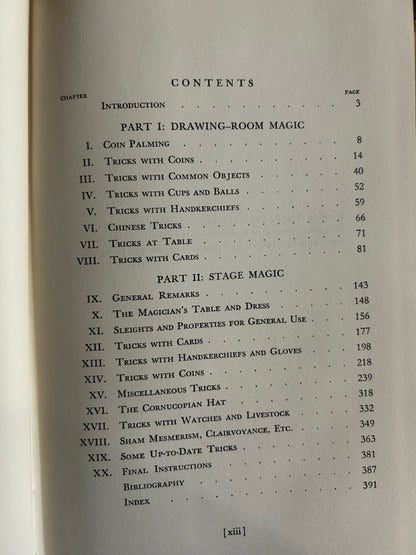 CONTENTS
CHAPTER PAGE
INTRODUCTION . . . . . . . . . . 3
PART I: DRAWING–ROOM MAGIC
I. COIN PALMING . . . . . . . . . . 8
II. TRICKS WITH COINS . . . . . . . . 14
III. TRICKS WITH COMMON OBJECTS . . . . . 40
IV. TRICKS WITH CUPS AND BALLS . . . . . 52
V. TRICKS WITH HANDKERCHIEFS . . . . . 59
VI. CHINESE TRICKS . . . . . . . . . 66
VII. TRICKS AT TABLE . . . . . . . . 71
VIII. TRICKS WITH CARDS . . . . . . . . 81
PART II: STAGE MAGIC
IX. GENERAL REMARKS . . . . . . . . 143
X. THE MAGICIAN'S TABLE AND DRESS . . . . 148
XI. SLEIGHTS AND PROPERTIES FOR GENERAL USE . . 156
XII. TRICKS WITH CARDS . . . . . . . . 177
XIII. TRICKS WITH HANDKERCHIEFS AND GLOVES . . . 198
XIV. TRICKS WITH COINS . . . . . . . . 218
XV. MISCELLANEOUS TRICKS . . . . . . . 239
XVI. THE CORNUCOPIAN HAT . . . . . . . 318
XVII. TRICKS WITH WATCHES AND LIVESTOCK . . . . 332
XVIII. SHAM MESMERISM, CLAIRVOYANCE, ETC. . . . . 349
XIX. SOME UP-TO-DATE TRICKS . . . . . . . 363
XX. FINAL INSTRUCTIONS . . . . . . . . 381
BIBLIOGRAPHY . . . . . . . . . . 387
INDEX . . . . . . . . . . . 391
[ xiii ]